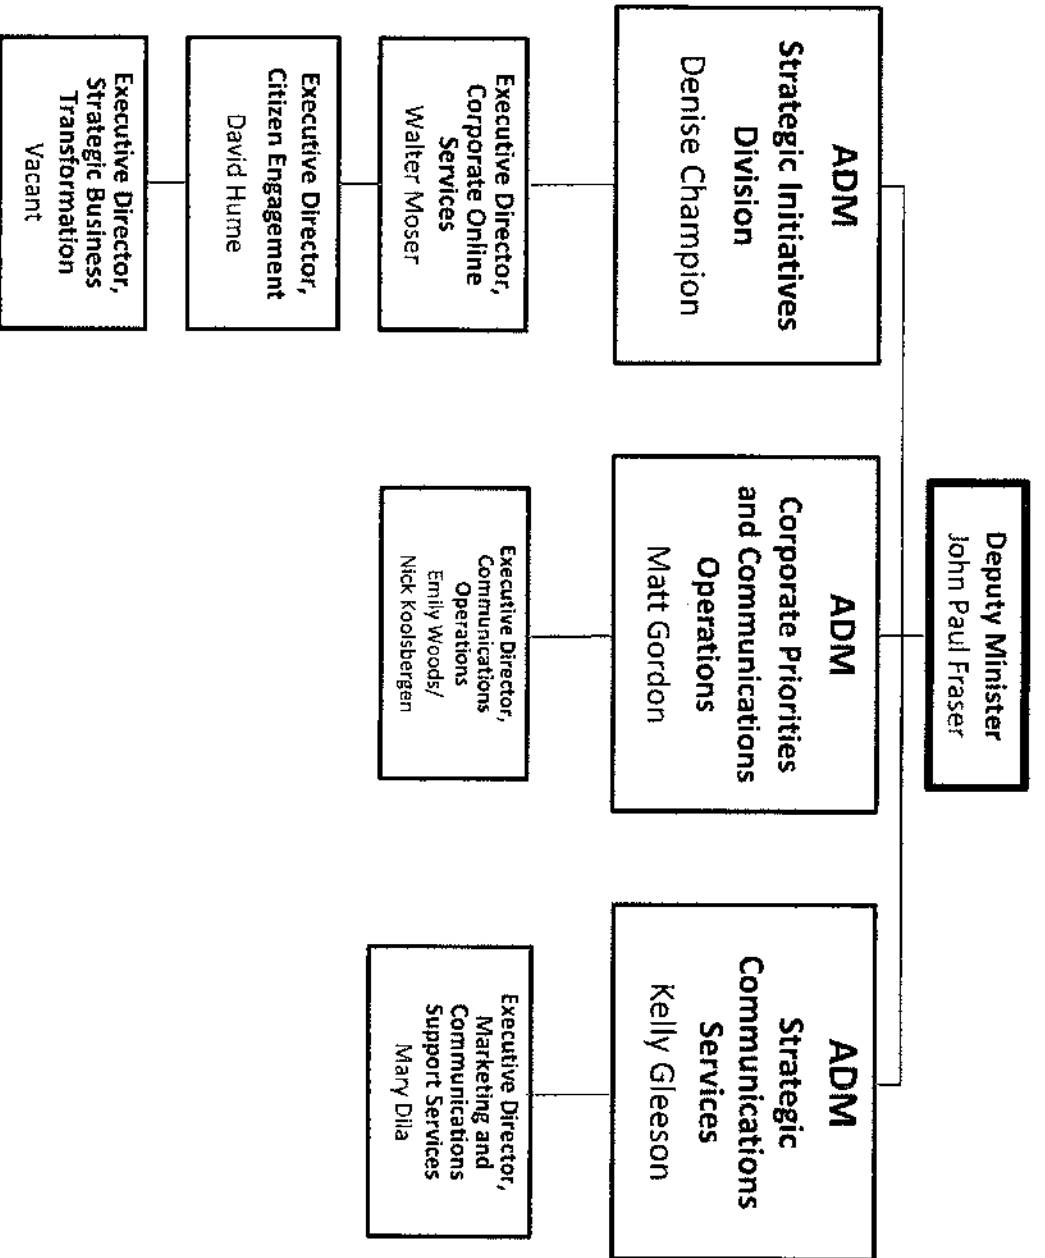 Deputy Minister
John Paul Fraser
ADM
Strategic Initiatives
Division
Denise Champion
Executive Director,
Corporate Online
Services
Walter Moser
Executive Director,
Citizen Engagement
David Hume
Executive Director,
Strategic Business
Transformation
Vacant
ADM
Corporate Priorities
and Communications
Operations
Matt Gordon
Executive Director,
Communications
Operations
Emily Woods/
Nick Koolsbergen
ADM
Strategic
Communications
Services
Kelly Gleeson
Executive Director,
Marketing and
Communications
Support Services
Mary Dila